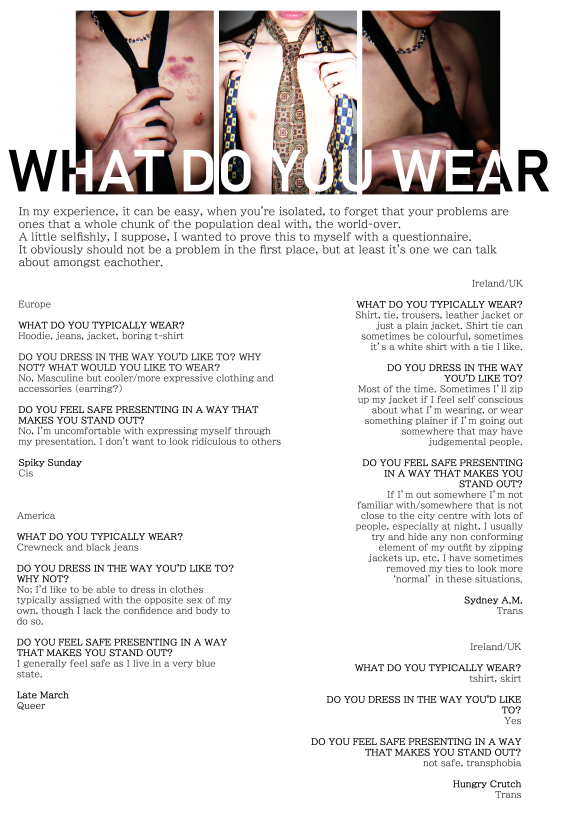 WHAT DO YOU WEAR
In my experience, it can be easy, when you're isolated, to forget that your problems are
ones that a whole chunk of the population deal with, the world-over.
A little selfishly, I suppose, I wanted to prove this to myself with a questionnaire.
It obviously should not be a problem in the first place, but at least it's one we can talk
about amongst eachother.
Europe
WHAT DO YOU TYPICALLY WEAR?
Hoodie, jeans, jacket, boring t-shirt
DO YOU DRESS IN THE WAY YOU'D LIKE TO? WHY
NOT? WHAT WOULD YOU LIKE TO WEAR?
No, Masculine but cooler/more expressive clothing and
accessories (earring?)
DO YOU FEEL SAFE PRESENTING IN A WAY THAT
MAKES YOU STAND OUT?
No, I'm uncomfortable with expressing myself through
my presentation. I don't want to look ridiculous to others
Spiky Sunday
Cis
America
WHAT DO YOU TYPICALLY WEAR?
Crewneck and black jeans
DO YOU DRESS IN THE WAY YOU'D LIKE TO?
WHY NOT?
No; I'd like to be able to dress in clothes
typically assigned with the opposite sex of my
own, though I lack the confidence and body to
do so.
DO YOU FEEL SAFE PRESENTING IN A WAY
THAT MAKES YOU STAND OUT?
I generally feel safe as I live in a very blue
state.
Late March
Queer
Ireland/UK
WHAT DO YOU TYPICALLY WEAR?
Shirt, tie, trousers, leather jacket or
just a plain jacket. Shirt tie can
sometimes be colourful, sometimes
it's a white shirt with a tie I like.
DO YOU DRESS IN THE WAY
YOU'D LIKE TO?
Most of the time. Sometimes I'll zip
up my jacket if I feel self conscious
about what I'm wearing, or wear
something plainer if I'm going out
somewhere that may have
judgemental people.
DO YOU FEEL SAFE PRESENTING
IN A WAY THAT MAKES YOU
STAND OUT?
If I'm out somewhere I'm not
familiar with/somewhere that is not
close to the city centre with lots of
people, especially at night, I usually
try and hide any non conforming
element of my outfit by zipping
jackets up, etc. I have sometimes
removed my ties to look more
'normal' in these situations.
Sydney A.M.
Trans
Ireland/UK
WHAT DO YOU TYPICALLY WEAR?
tshirt, skirt
DO YOU DRESS IN THE WAY YOU'D LIKE
TO?
Yes
DO YOU FEEL SAFE PRESENTING IN A WAY
THAT MAKES YOU STAND OUT?
not safe, transphobia
Hungry Crutch
Trans